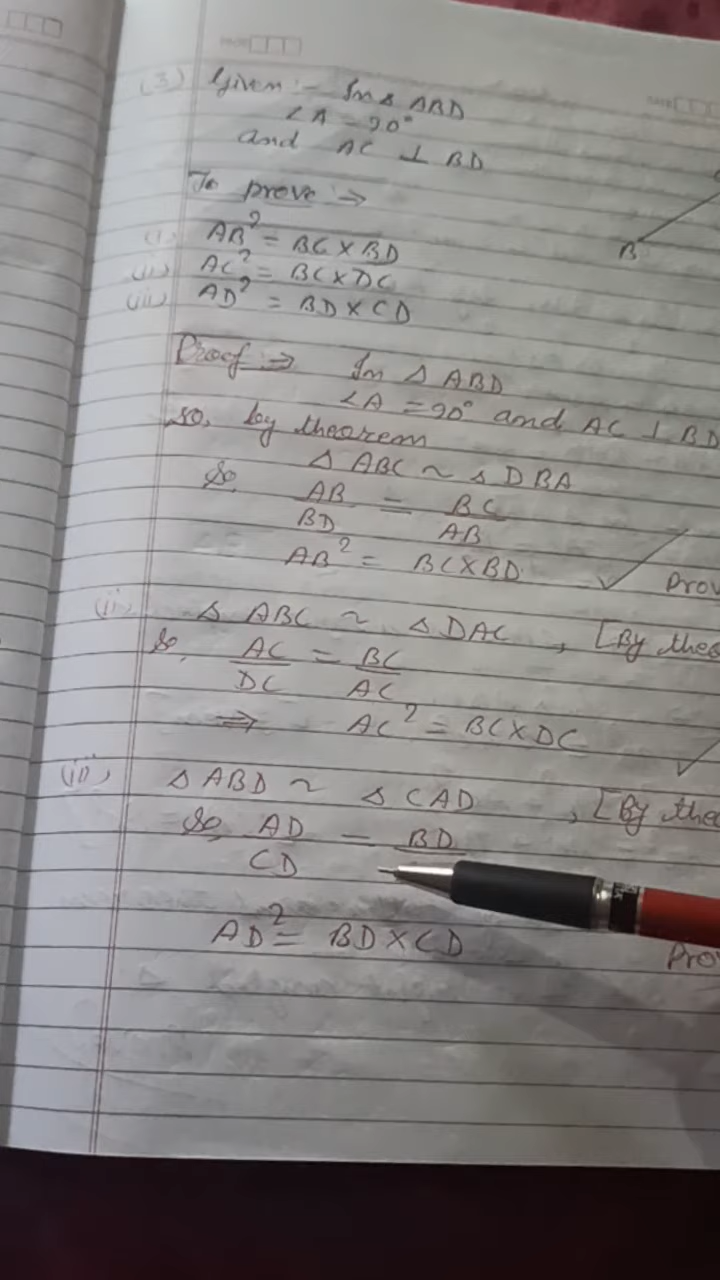 (3) Given :- In △ ABD
∠A = 90°
and AC ⊥ BD
To prove ⇒
(i) AB² = BC × BD
(ii) AC² = BC × DC
(iii) AD² = BD × CD
B
Proof ⇒ In △ ABD
∠A = 90° and AC ⊥ BD
so, by theorem
△ ABC ~ △ DBA
So, AB/BD = BC/AB
AB² = BC×BD
Prov
(ii) △ ABC ~ △ DAC , [By theo
So, AC/DC = BC/AC
⇒ AC² = BC×DC
(iii) △ ABD ~ △ CAD , [By theo
So, AD/CD = BD
AD² = BD×CD
Prov